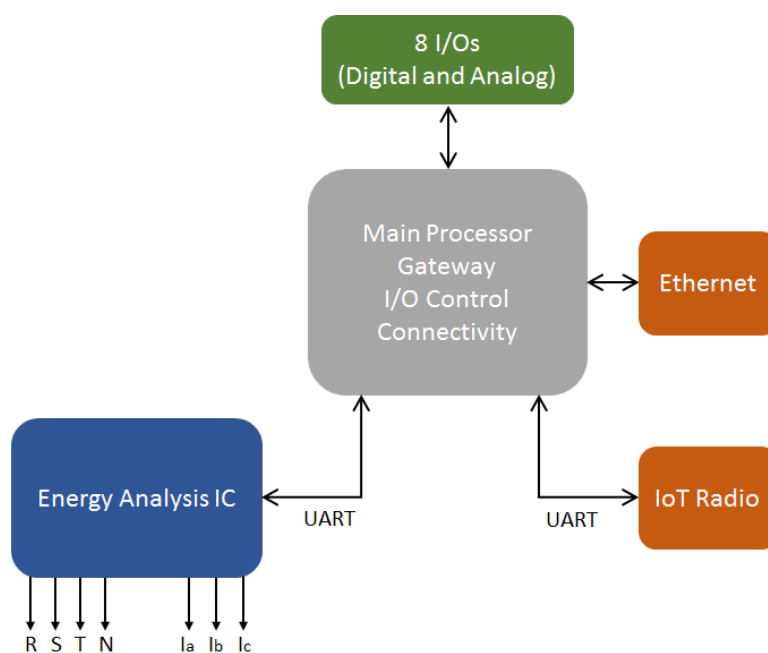 8 I/Os
(Digital and Analog)
Main Processor
Gateway
I/O Control
Connectivity
Ethernet
Energy Analysis IC
IoT Radio
UART
UART
R S T N Ia Ib Ic